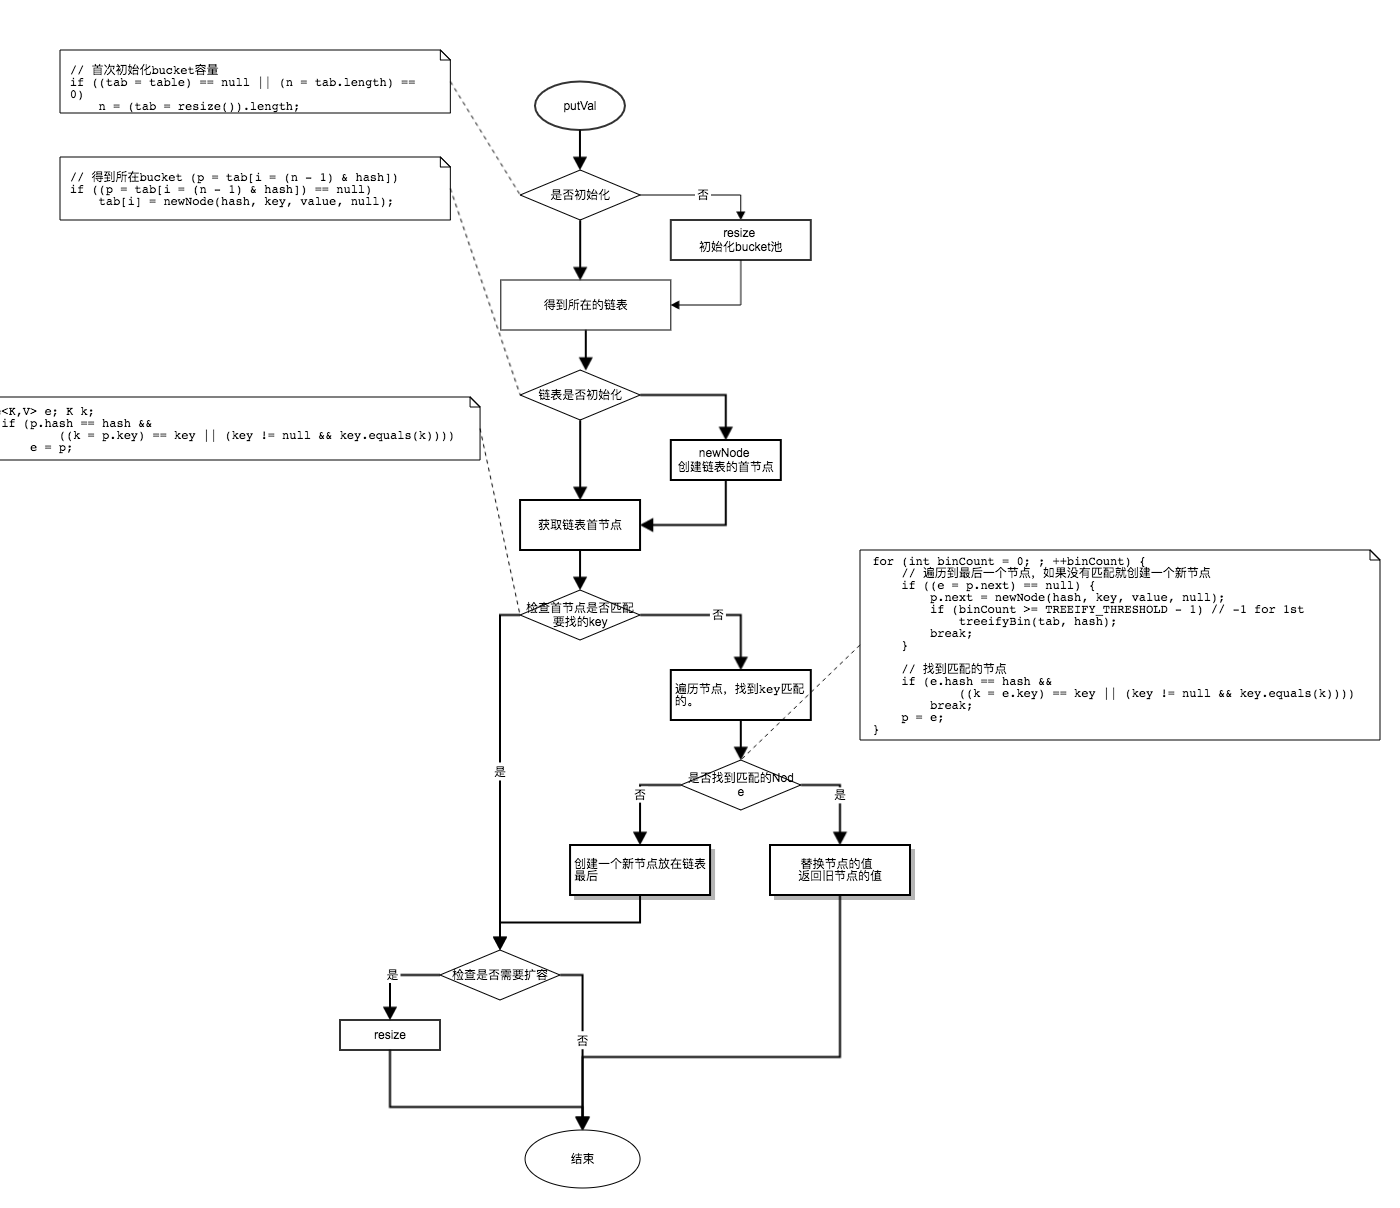 // 首次初始化bucket容量
if ((tab = table) == null || (n = tab.length) ==
0)
    n = (tab = resize()).length;
putVal
// 得到所在bucket (p = tab[i = (n - 1) & hash])
if ((p = tab[i = (n - 1) & hash]) == null)
    tab[i] = newNode(hash, key, value, null);
是否初始化
否
resize
初始化bucket池
得到所在的链表
链表是否初始化
<K,V> e; K k;
if (p.hash == hash &&
        ((k = p.key) == key || (key != null && key.equals(k))))
    e = p;
newNode
创建链表的首节点
获取链表首节点
检查首节点是否匹配
要找的key
否
for (int binCount = 0; ; ++binCount) {
    // 遍历到最后一个节点，如果没有匹配就创建一个新节点
    if ((e = p.next) == null) {
        p.next = newNode(hash, key, value, null);
        if (binCount >= TREEIFY_THRESHOLD - 1) // -1 for 1st
            treeifyBin(tab, hash);
        break;
    }
    // 找到匹配的节点
    if (e.hash == hash &&
            ((k = e.key) == key || (key != null && key.equals(k))))
        break;
    p = e;
}
遍历节点，找到key匹配
的。
是
是否找到匹配的Nod
e
否
是
创建一个新节点放在链表
最后
替换节点的值
返回旧节点的值
检查是否需要扩容
是
resize
否
结束